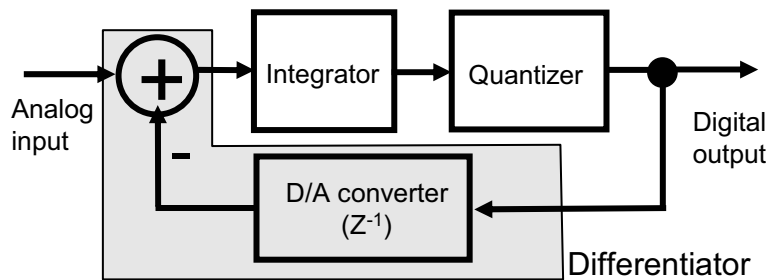 Analog
input
+
Integrator
Quantizer
Digital
output
-
D/A converter
(Z⁻¹)
Differentiator